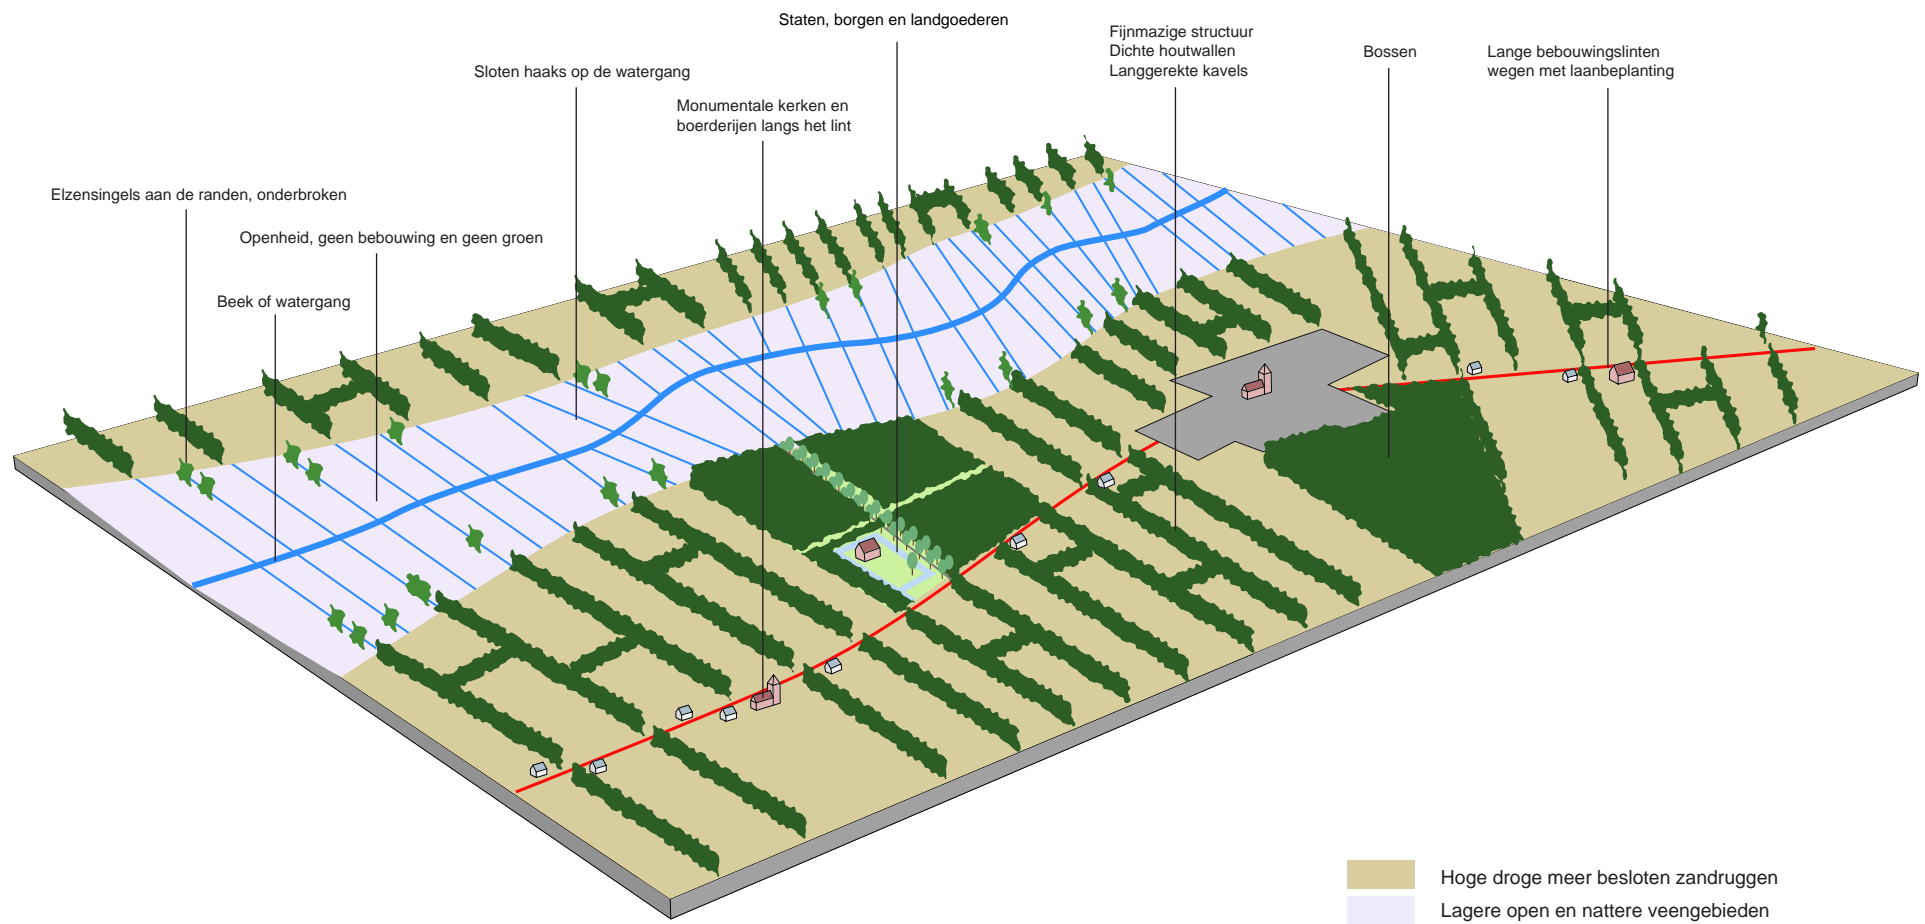 Staten, borgen en landgoederen
Fijnmazige structuur
Dichte houtwallen
Langgerekte kavels
Bossen
Lange bebouwingslinten
wegen met laanbeplanting
Sloten haaks op de watergang
Monumentale kerken en
boerderijen langs het lint
Elzensingels aan de randen, onderbroken
Openheid, geen bebouwing en geen groen
Beek of watergang
Hoge droge meer besloten zandruggen
Lagere open en nattere veengebieden